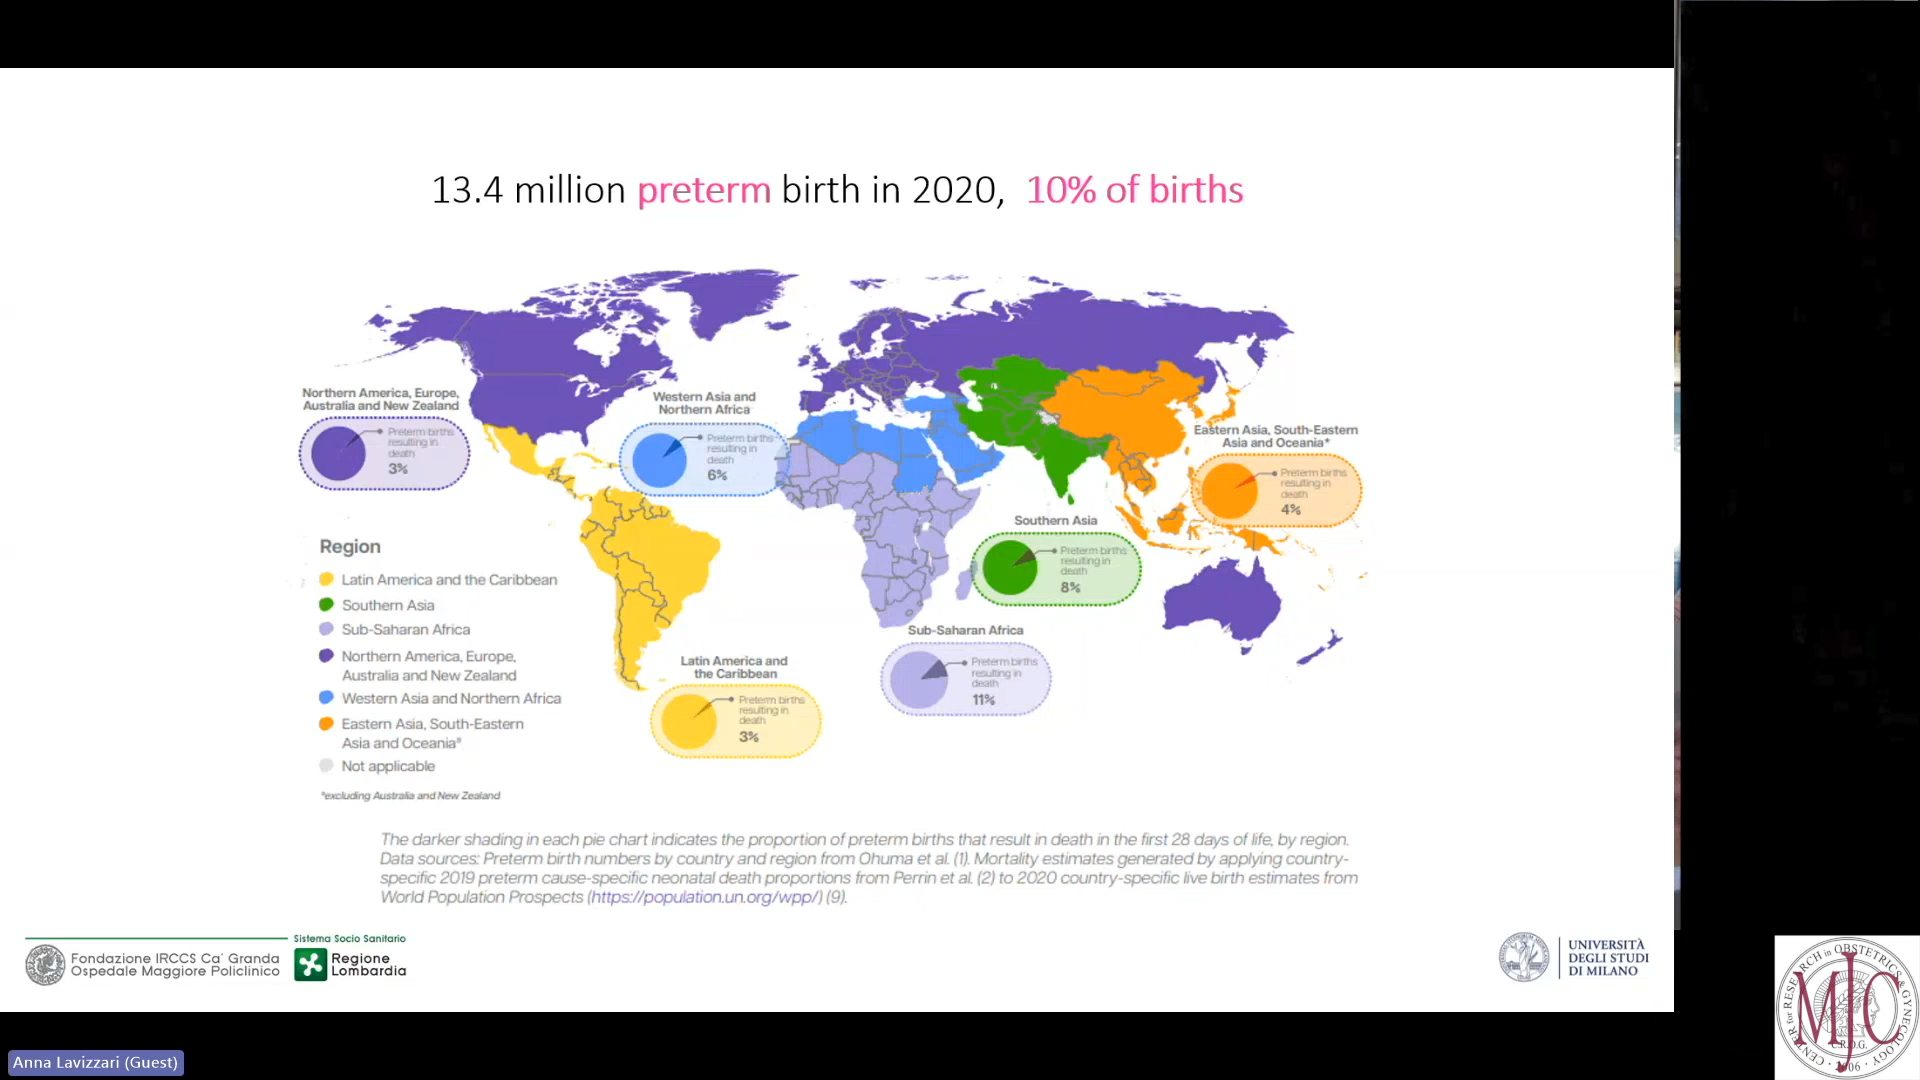 13.4 million preterm birth in 2020, 10% of births
Northern America, Europe,
Australia and New Zealand
Preterm births
resulting in
death
3%
Western Asia and
Northern Africa
Preterm births
resulting in
death
6%
Eastern Asia, South-Eastern
Asia and Oceania*
Preterm births
resulting in
death
4%
Southern Asia
Preterm births
resulting in
death
8%
Sub-Saharan Africa
Preterm births
resulting in
death
11%
Latin America and
the Caribbean
Preterm births
resulting in
death
3%
Region
Latin America and the Caribbean
Southern Asia
Sub-Saharan Africa
Northern America, Europe,
Australia and New Zealand
Western Asia and Northern Africa
Eastern Asia, South-Eastern
Asia and Oceania*
Not applicable
*excluding Australia and New Zealand
The darker shading in each pie chart indicates the proportion of preterm births that result in death in the first 28 days of life, by region.
Data sources: Preterm birth numbers by country and region from Ohuma et al. (1). Mortality estimates generated by applying country-
specific 2019 preterm cause-specific neonatal death proportions from Perrin et al. (2) to 2020 country-specific live birth estimates from
World Population Prospects (https://population.un.org/wpp/) (9).
Fondazione IRCCS Ca' Granda
Ospedale Maggiore Policlinico
Sistema Socio Sanitario
Regione
Lombardia
UNIVERSITÀ
DEGLI STUDI
DI MILANO
CENTER for RESEARCH in OBSTETRICS & GYNECOLOGY
MJC
C.R.O.G.
2006
Anna Lavizzari (Guest)